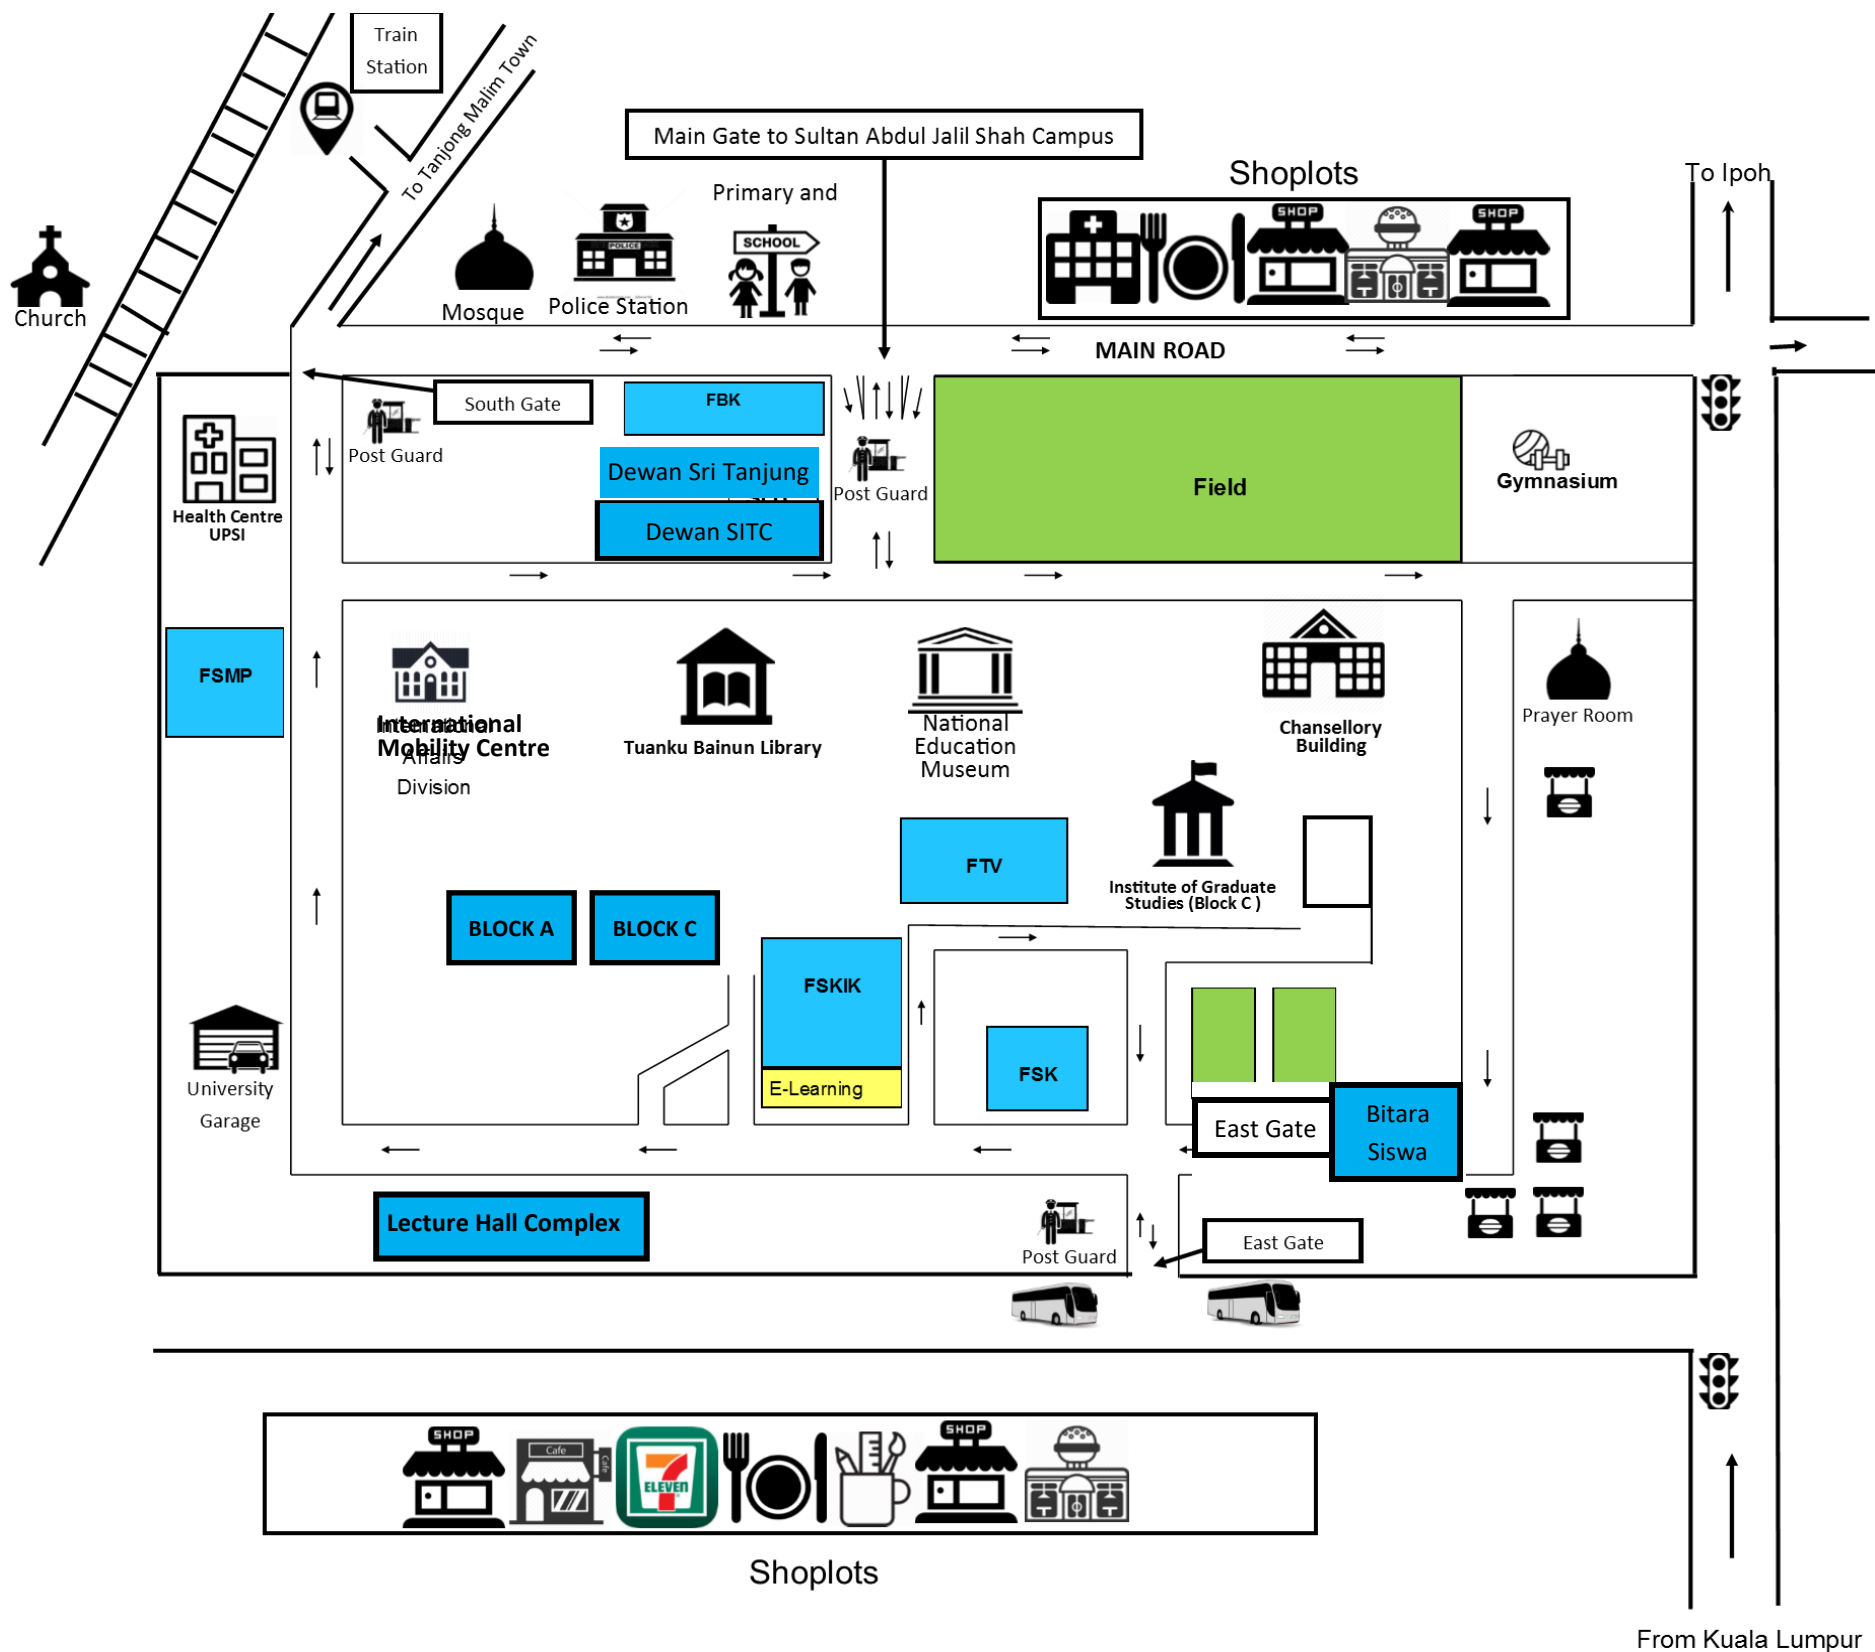 Train
Station
To Tanjong Malim Town
Main Gate to Sultan Abdul Jalil Shah Campus
Shoplots
To Ipoh
Primary and
SCHOOL
POLICE
SHOP
SHOP
Church
Mosque
Police Station
MAIN ROAD
South Gate
FBK
Post Guard
Dewan Sri Tanjung
Post Guard
Field
Gymnasium
Health Centre
UPSI
Dewan SITC
FSMP
International
Mobility Centre
International
Affairs
Division
Tuanku Bainun Library
National
Education
Museum
Chansellory
Building
Prayer Room
FTV
Institute of Graduate
Studies (Block C )
BLOCK A
BLOCK C
FSKIK
E-Learning
FSK
University
Garage
East Gate
Bitara
Siswa
Lecture Hall Complex
Post Guard
East Gate
SHOP
Cafe
Cafe
7
ELEVEN
SHOP
Shoplots
From Kuala Lumpur